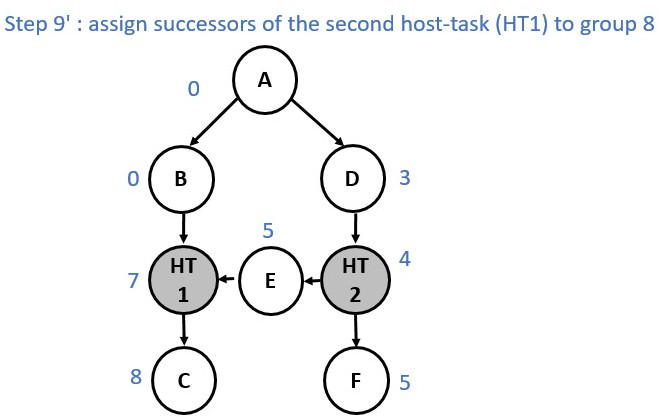 Step 9' : assign successors of the second host-task (HT1) to group 8
0
A
0
B
D
3
5
7
HT
1
E
HT
2
4
8
C
F
5